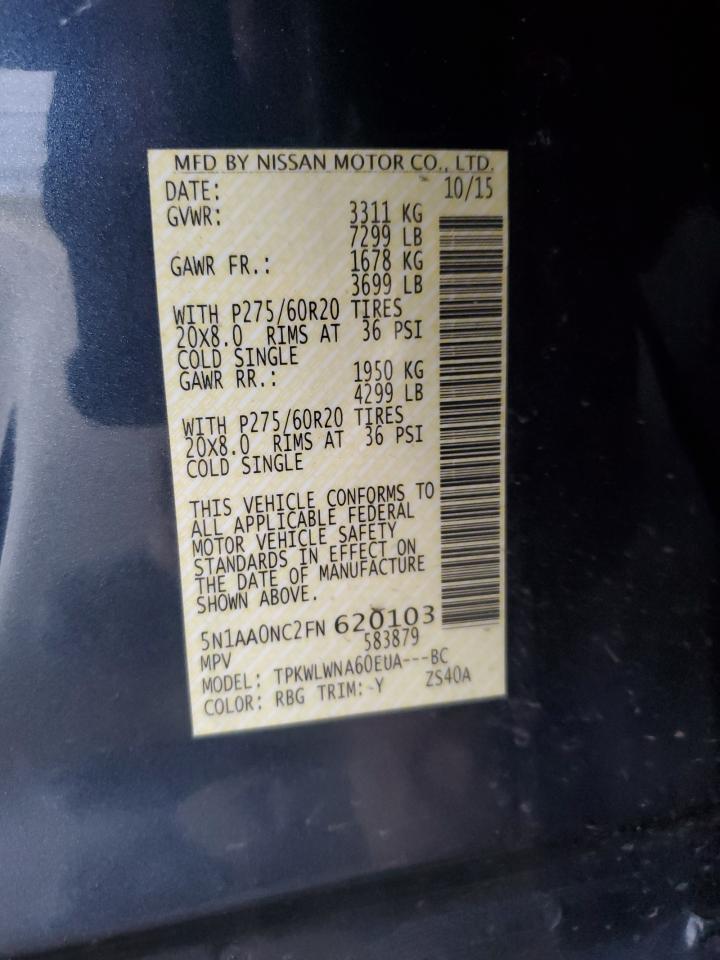 MFD BY NISSAN MOTOR CO., LTD.
DATE: 10/15
GVWR: 3311 KG
7299 LB
GAWR FR.: 1678 KG
3699 LB
WITH P275/60R20 TIRES
20X8.0 RIMS AT 36 PSI
COLD SINGLE
GAWR RR.: 1950 KG
4299 LB
WITH P275/60R20 TIRES
20X8.0 RIMS AT 36 PSI
COLD SINGLE
THIS VEHICLE CONFORMS TO
ALL APPLICABLE FEDERAL
MOTOR VEHICLE SAFETY
STANDARDS IN EFFECT ON
THE DATE OF MANUFACTURE
SHOWN ABOVE.
5N1AA0NC2FN 620103
MPV 583879
MODEL: TPKWLWNA60EUA---BC
COLOR: RBG TRIM:-Y ZS40A